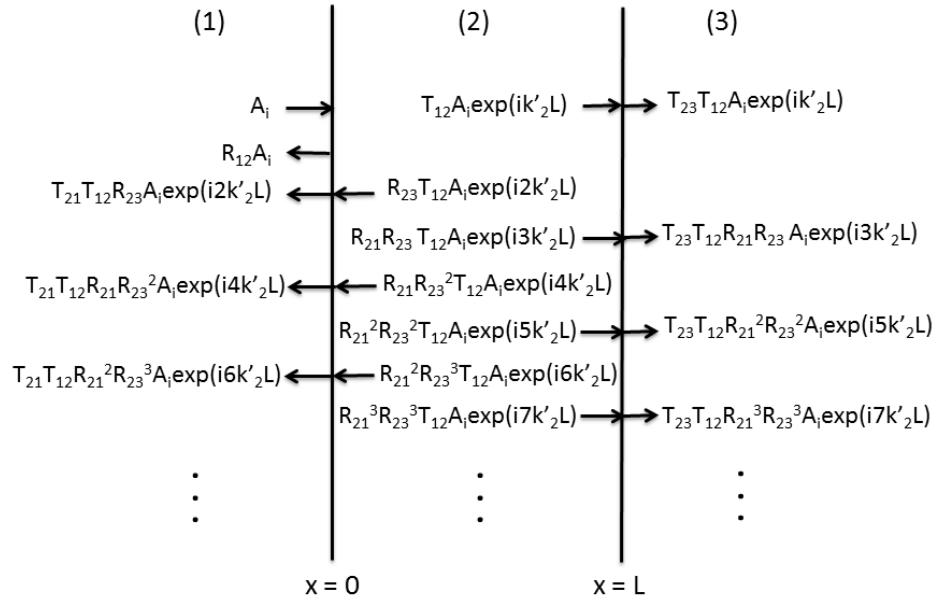 (1) (2) (3)
Aᵢ T₁₂Aᵢexp(ik’₂L) T₂₃T₁₂Aᵢexp(ik’₂L)
R₁₂Aᵢ
T₂₁T₁₂R₂₃Aᵢexp(i2k’₂L) R₂₃T₁₂Aᵢexp(i2k’₂L)
R₂₁R₂₃ T₁₂Aᵢexp(i3k’₂L) T₂₃T₁₂R₂₁R₂₃ Aᵢexp(i3k’₂L)
T₂₁T₁₂R₂₁R₂₃²Aᵢexp(i4k’₂L) R₂₁R₂₃²T₁₂Aᵢexp(i4k’₂L)
R₂₁²R₂₃²T₁₂Aᵢexp(i5k’₂L) T₂₃T₁₂R₂₁²R₂₃²Aᵢexp(i5k’₂L)
T₂₁T₁₂R₂₁²R₂₃³Aᵢexp(i6k’₂L) R₂₁²R₂₃³T₁₂Aᵢexp(i6k’₂L)
R₂₁³R₂₃³T₁₂Aᵢexp(i7k’₂L) T₂₃T₁₂R₂₁³R₂₃³Aᵢexp(i7k’₂L)
x = 0 x = L